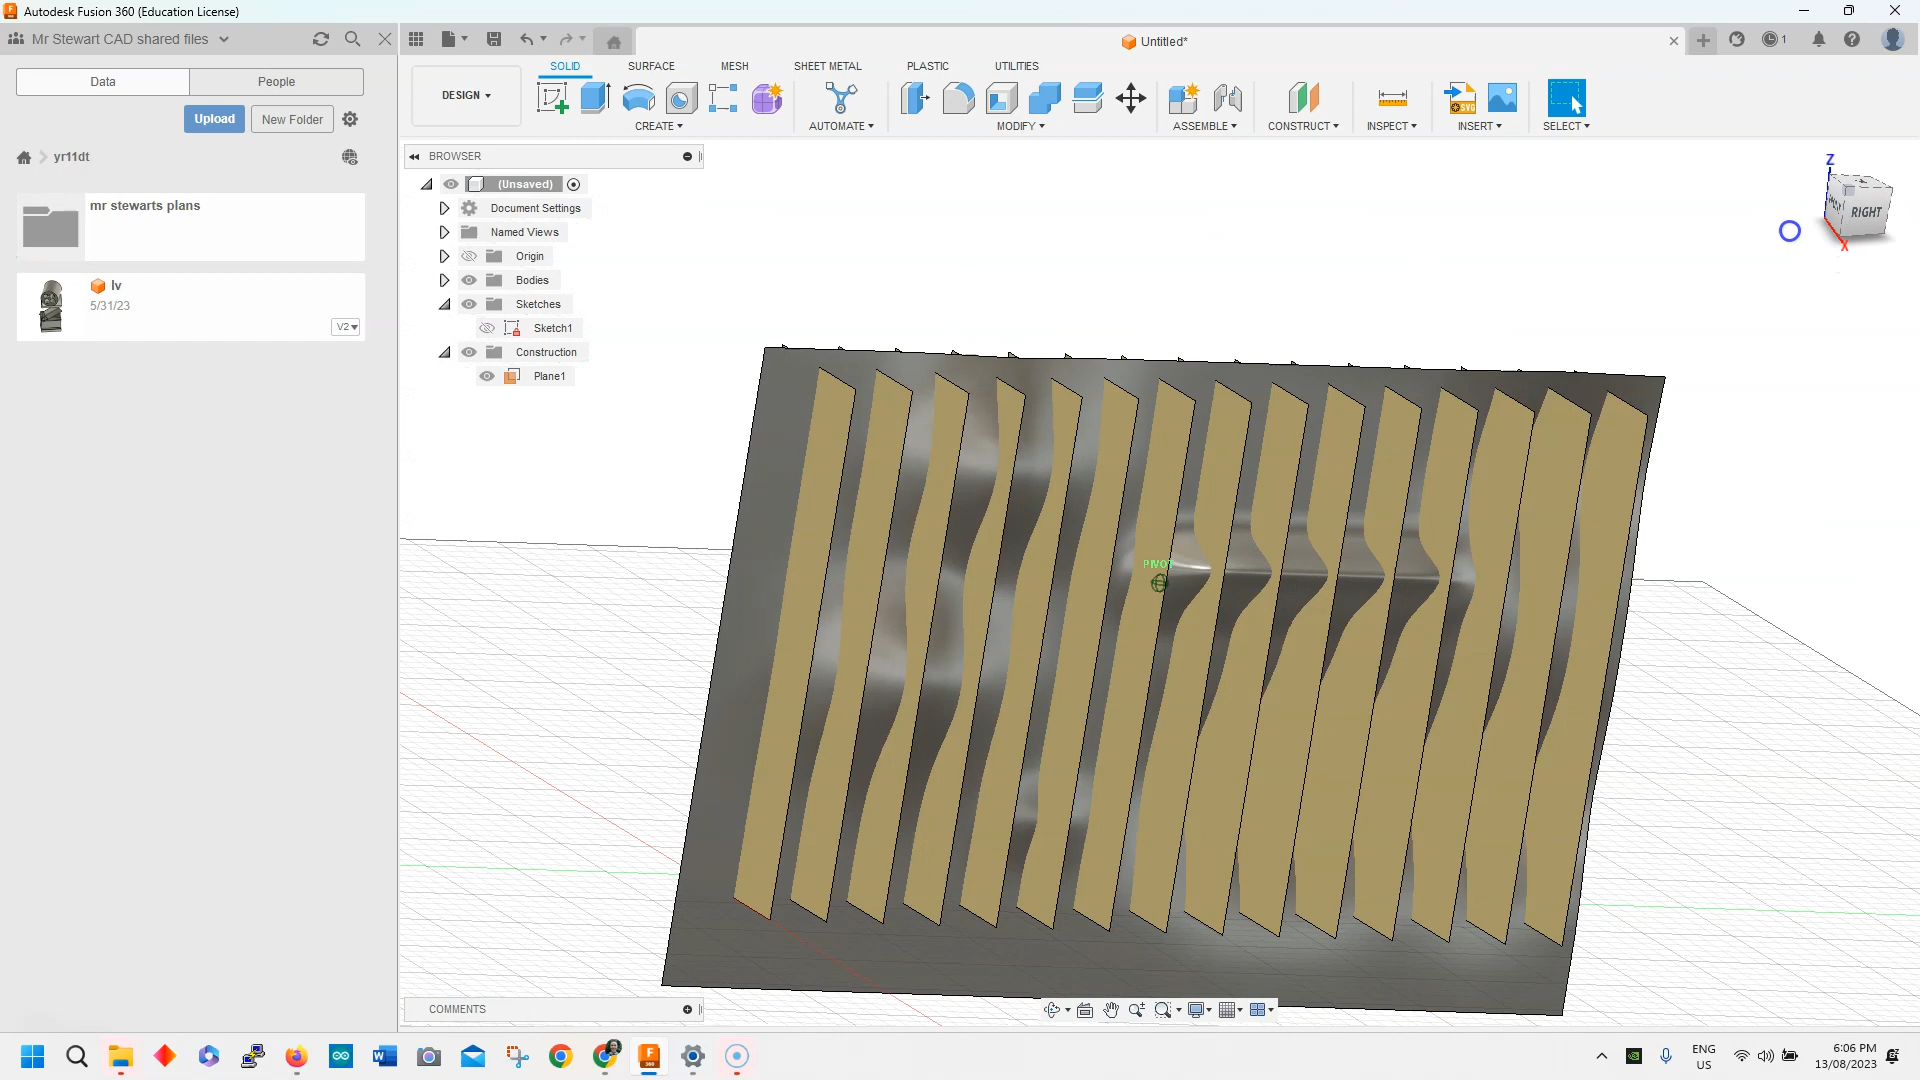 Autodesk Fusion 360 (Education License)
Mr Stewart CAD shared files
Untitled*
1
Data
People
Upload
New Folder
yr11dt
mr stewarts plans
lv
5/31/23
V2
DESIGN
SOLID
SURFACE
MESH
SHEET METAL
PLASTIC
UTILITIES
CREATE
AUTOMATE
MODIFY
ASSEMBLE
CONSTRUCT
INSPECT
INSERT
SELECT
BROWSER
(Unsaved)
Document Settings
Named Views
Origin
Bodies
Sketches
Sketch1
Construction
Plane1
Z
RIGHT
X
PIVOT
COMMENTS
ENG
US
6:06 PM
13/08/2023